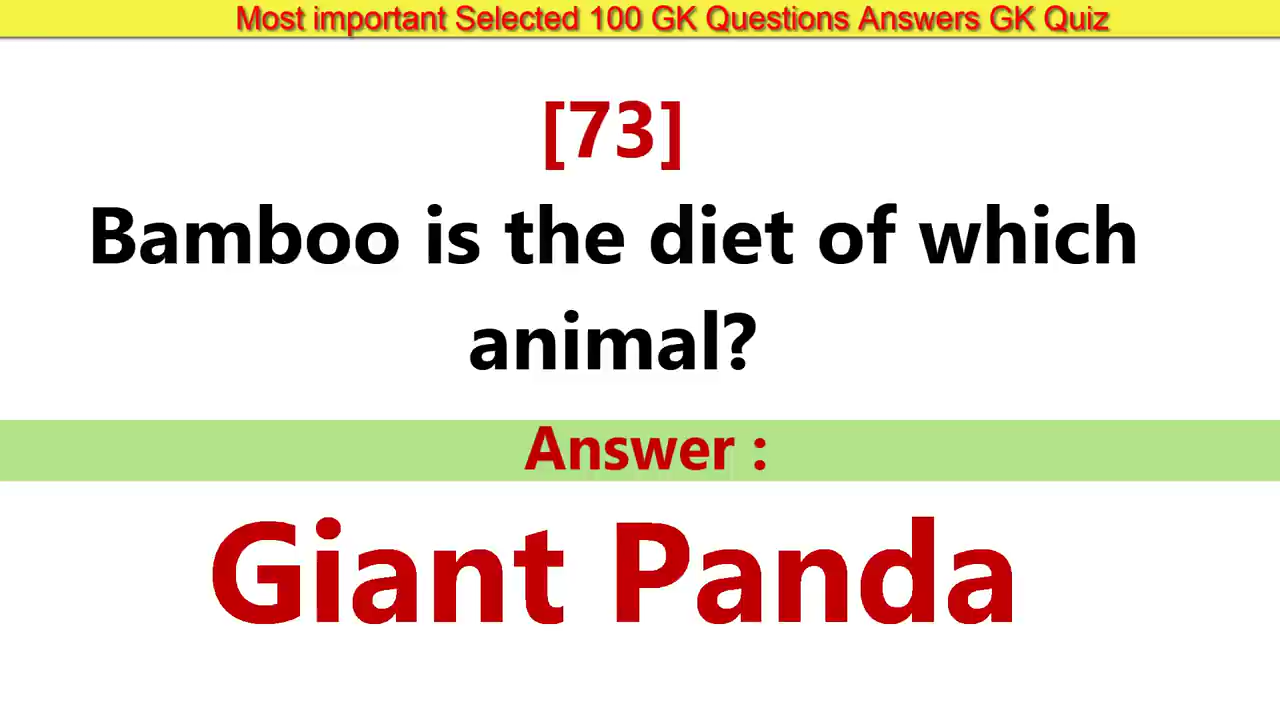 Most important Selected 100 GK Questions Answers GK Quiz
[73]
Bamboo is the diet of which
animal?
Answer :
Giant Panda